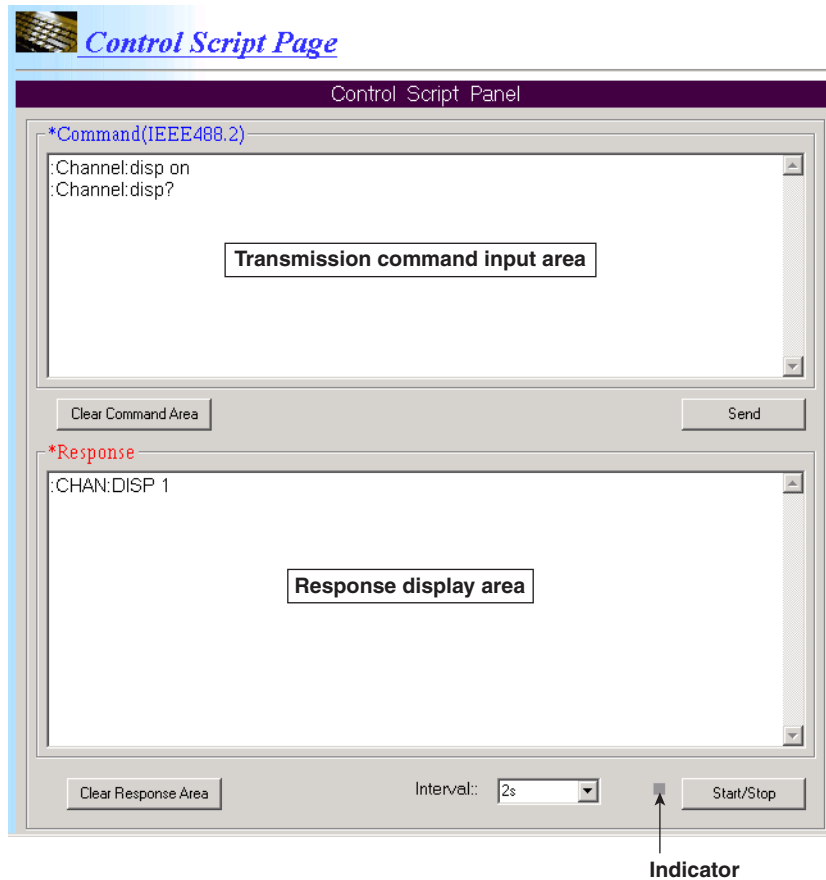 Control Script Page
Control Script Panel
*Command(IEEE488.2)
:Channel:disp on
:Channel:disp?
Transmission command input area
Clear Command Area
Send
*Response
:CHAN:DISP 1
Response display area
Clear Response Area
Interval::
2s
Start/Stop
Indicator